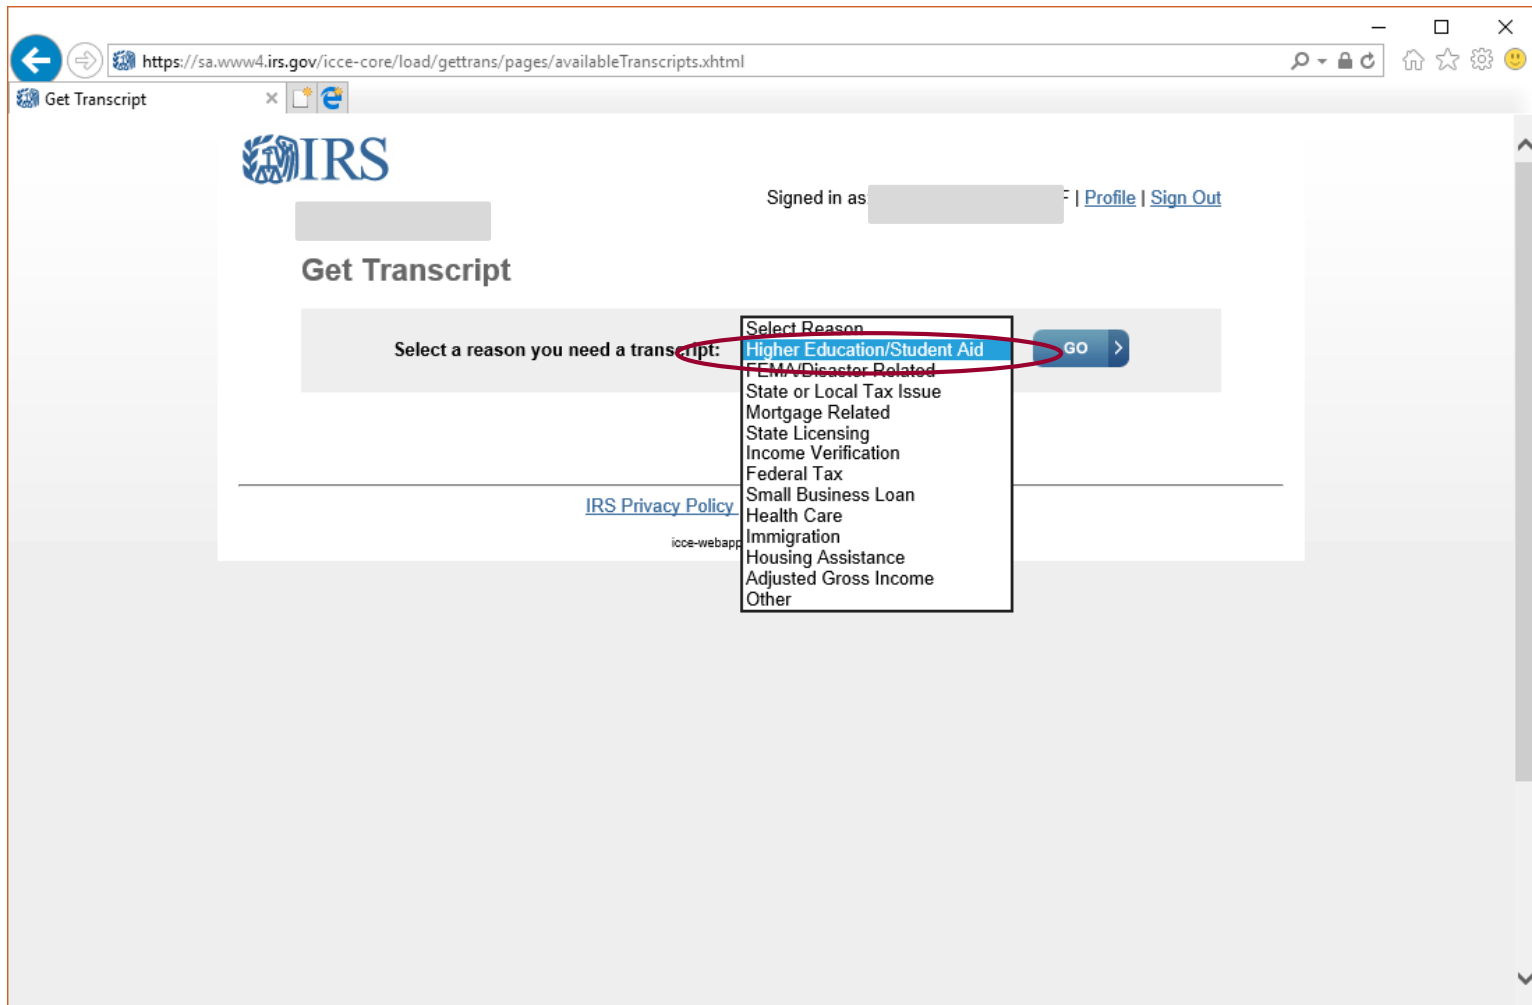 https://sa.www4.irs.gov/icce-core/load/gettrans/pages/availableTranscripts.xhtml
Get Transcript
IRS
Signed in as F | Profile | Sign Out
Get Transcript
Select a reason you need a transcript:
Select Reason
Higher Education/Student Aid
GO
FEMA/Disaster Related
State or Local Tax Issue
Mortgage Related
State Licensing
Income Verification
Federal Tax
Small Business Loan
Health Care
Immigration
Housing Assistance
Adjusted Gross Income
Other
IRS Privacy Policy
icce-webapp